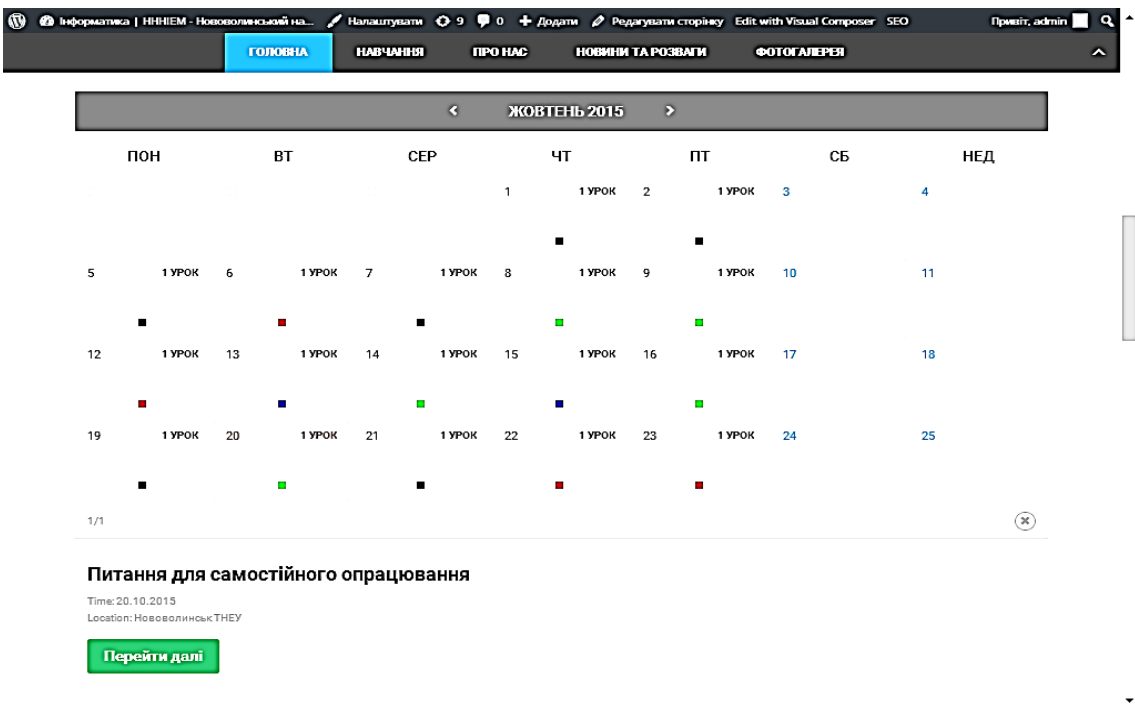 Інформатика | НННІЕМ - Нововолинський на... Налаштувати 9 0 Додати Редагувати сторінку Edit with Visual Composer SEO Привіт, admin
ГОЛОВНА НАВЧАННЯ ПРО НАС НОВИНИ ТА РОЗВАГИ ФОТОГАЛЕРЕЯ
ЖОВТЕНЬ 2015
ПОН ВТ СЕР ЧТ ПТ СБ НЕД
1 1 УРОК 2 1 УРОК 3 4
5 1 УРОК 6 1 УРОК 7 1 УРОК 8 1 УРОК 9 1 УРОК 10 11
12 1 УРОК 13 1 УРОК 14 1 УРОК 15 1 УРОК 16 1 УРОК 17 18
19 1 УРОК 20 1 УРОК 21 1 УРОК 22 1 УРОК 23 1 УРОК 24 25
1/1
Питання для самостійного опрацювання
Time: 20.10.2015
Location: Нововолинськ ТНЕУ
Перейти далі